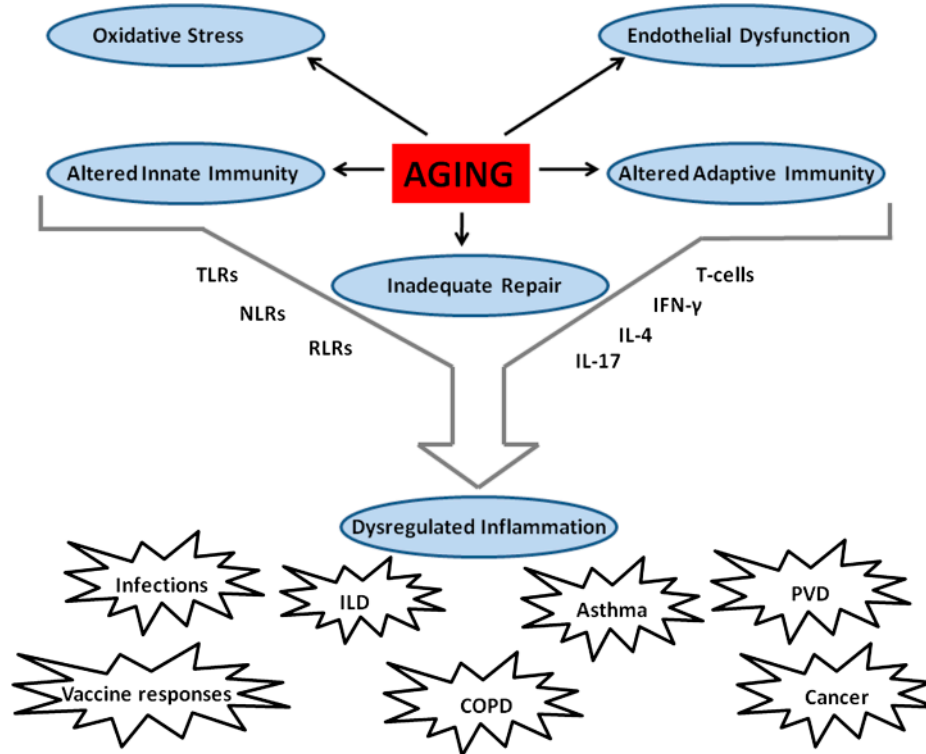 Oxidative Stress
Endothelial Dysfunction
Altered Innate Immunity
AGING
Altered Adaptive Immunity
Inadequate Repair
TLRs
NLRs
RLRs
T-cells
IFN-γ
IL-4
IL-17
Dysregulated Inflammation
Infections
ILD
Asthma
PVD
Vaccine responses
COPD
Cancer